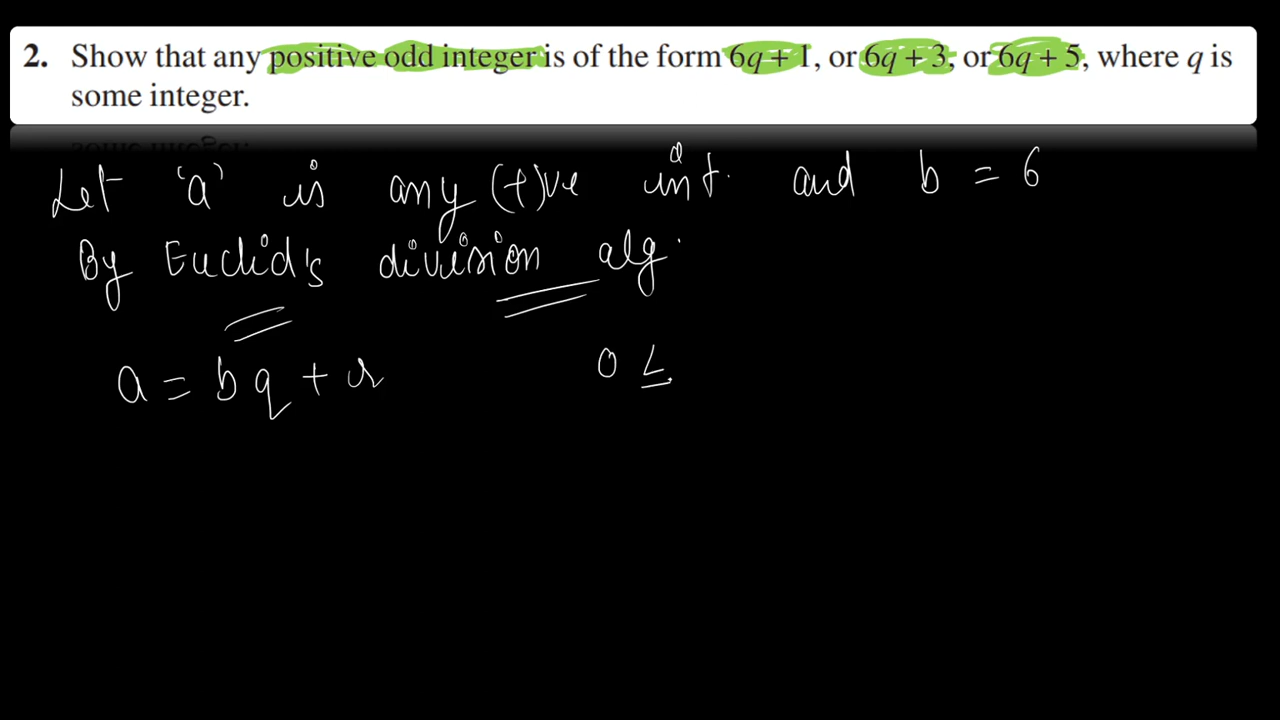 2. Show that any positive odd integer is of the form 6q + 1, or 6q + 3, or 6q + 5, where q is
some integer.
Let 'a' is any (+)ve int. and b = 6
By Euclid's division alg.
a = bq + r 0 ≤